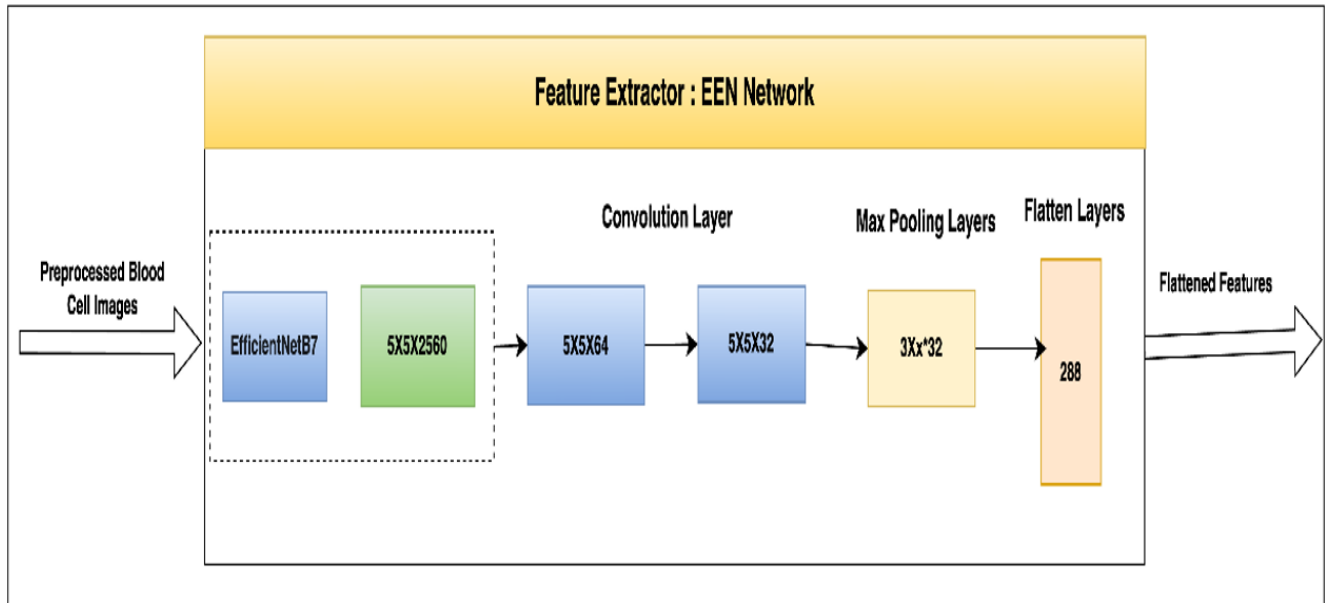 Feature Extractor : EEN Network
Preprocessed Blood
Cell Images
EfficientNetB7
5X5X2560
Convolution Layer
5X5X64
5X5X32
Max Pooling Layers
3Xx*32
Flatten Layers
288
Flattened Features